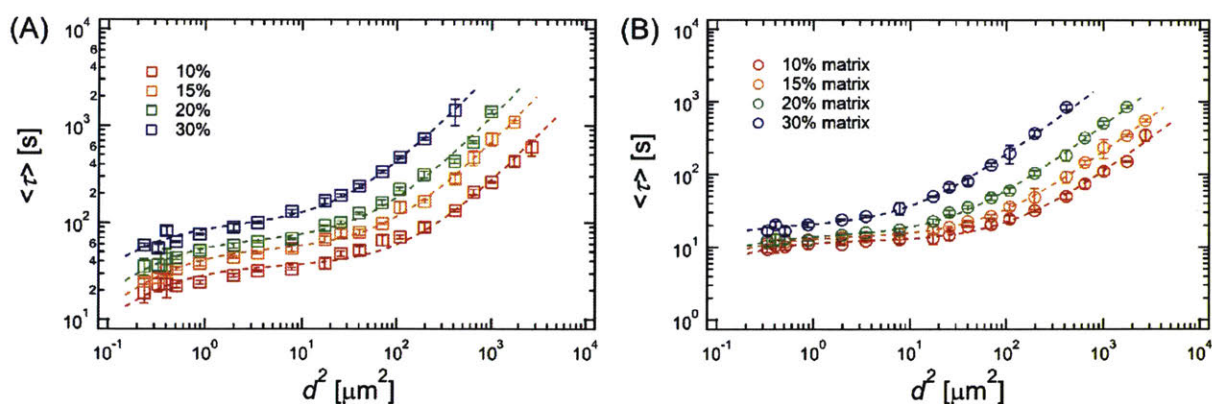 (A)
10⁴
6
4
2
10³
6
4
2
10²
6
4
2
10¹
<τ> [s]
10%
15%
20%
30%
10⁻¹ 10⁰ 10¹ 10² 10³ 10⁴
d² [μm²]
(B)
10⁴
10³
10²
10¹
10⁰
<τ> [s]
10% matrix
15% matrix
20% matrix
30% matrix
10⁻¹ 10⁰ 10¹ 10² 10³ 10⁴
d² [μm²]